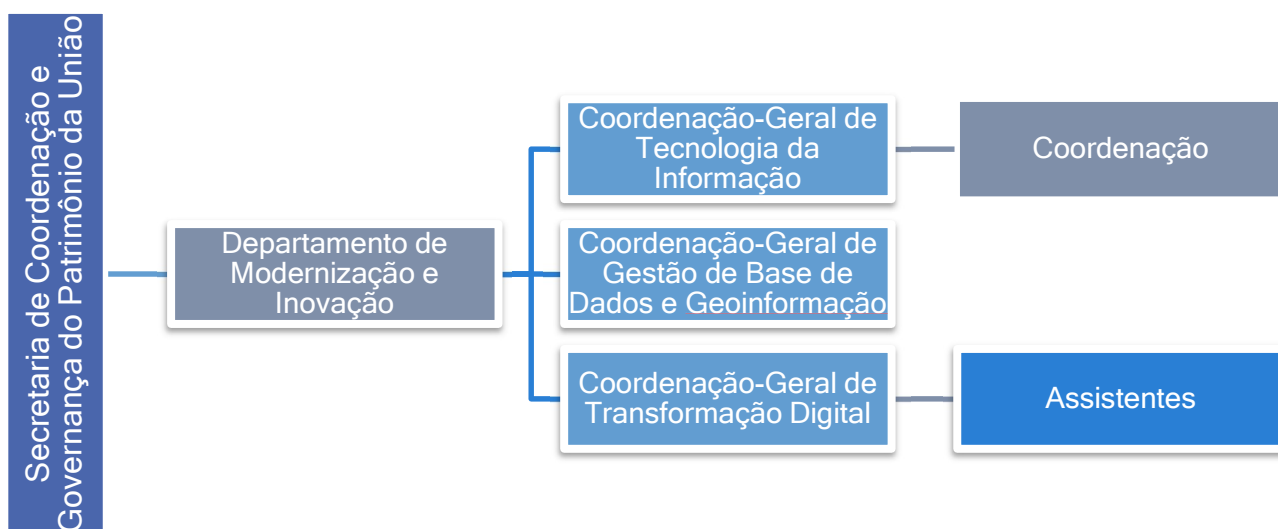 Secretaria de Coordenação e
Governança do Patrimônio da União
Departamento de
Modernização e
Inovação
Coordenação-Geral de
Tecnologia da
Informação
Coordenação
Coordenação-Geral de
Gestão de Base de
Dados e Geoinformação
Coordenação-Geral de
Transformação Digital
Assistentes